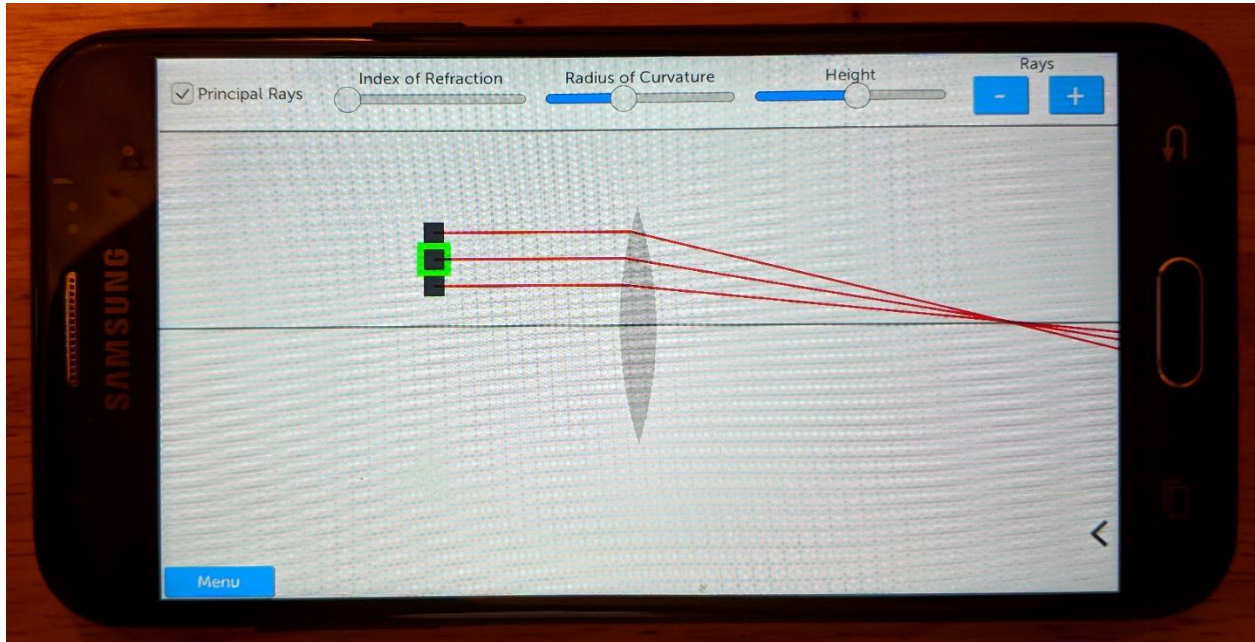 Principal Rays
Index of Refraction
Radius of Curvature
Height
Rays
-
+
SAMSUNG
<
Menu